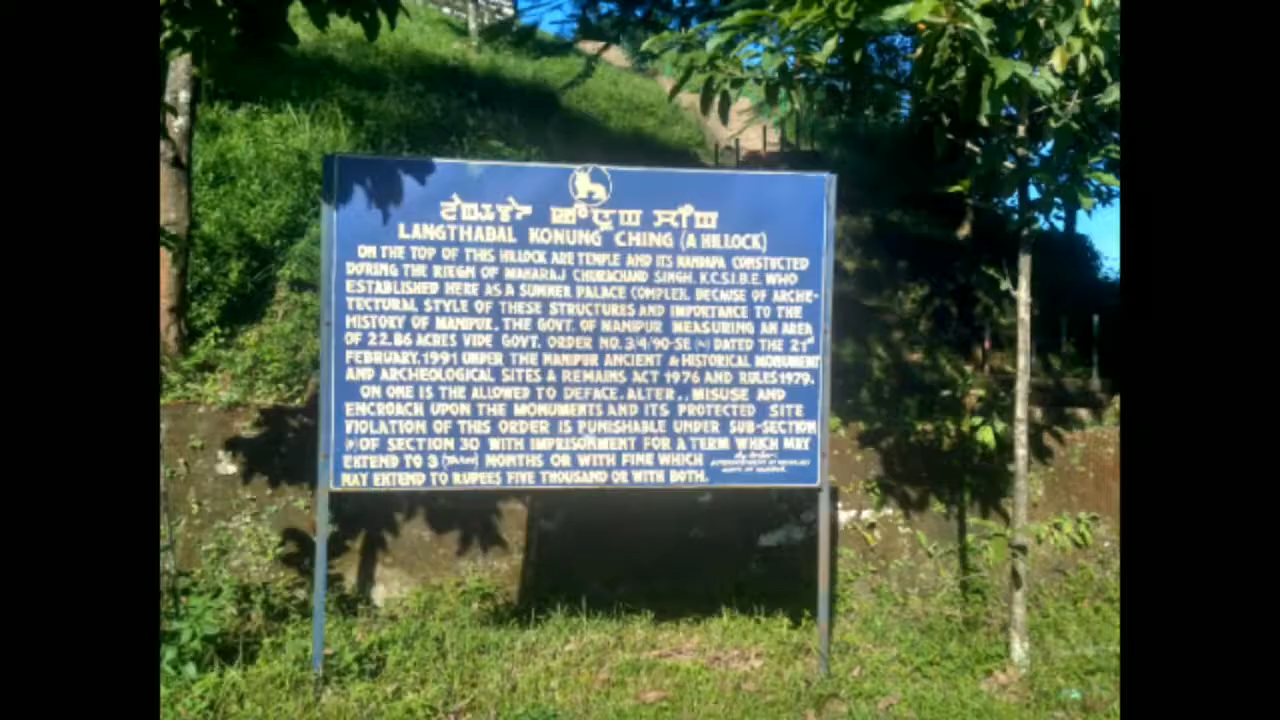 LANGTHABAL KONUNG CHING (A HILLOCK)
ON THE TOP OF THIS HILLOCK ARE TEMPLE AND ITS MANDAPA CONSTUCTED
DURING THE RIEGN OF MAHARAJ CHURACHAND SINGH. K.C.S.I.B.E. WHO
ESTABLISHED HERE AS A SUMMER PALACE COMPLEX. BECAUSE OF ARCHE-
TECTURAL STYLE OF THESE STRUCTURES AND IMPORTANCE TO THE
HISTORY OF MANIPUR. THE GOVT. OF MANIPUR MEASURING AN AREA
OF 22.86 ACRES VIDE GOVT. ORDER NO. 3/4/90-SE DATED THE 21st
FEBRUARY, 1991 UNDER THE MANIPUR ANCIENT & HISTORICAL MONUMENT
AND ARCHEOLOGICAL SITES & REMAINS ACT 1976 AND RULES 1979.
ON ONE IS THE ALLOWED TO DEFACE. ALTER., MISUSE AND
ENCROACH UPON THE MONUMENTS AND ITS PROTECTED SITE
VIOLATION OF THIS ORDER IS PUNISHABLE UNDER SUB-SECTION
OF SECTION 30 WITH IMPRISONMENT FOR A TERM WHICH MAY
EXTEND TO 3 (Three) MONTHS OR WITH FINE WHICH
MAY EXTEND TO RUPEES FIVE THOUSAND OR WITH BOTH.
By Order: